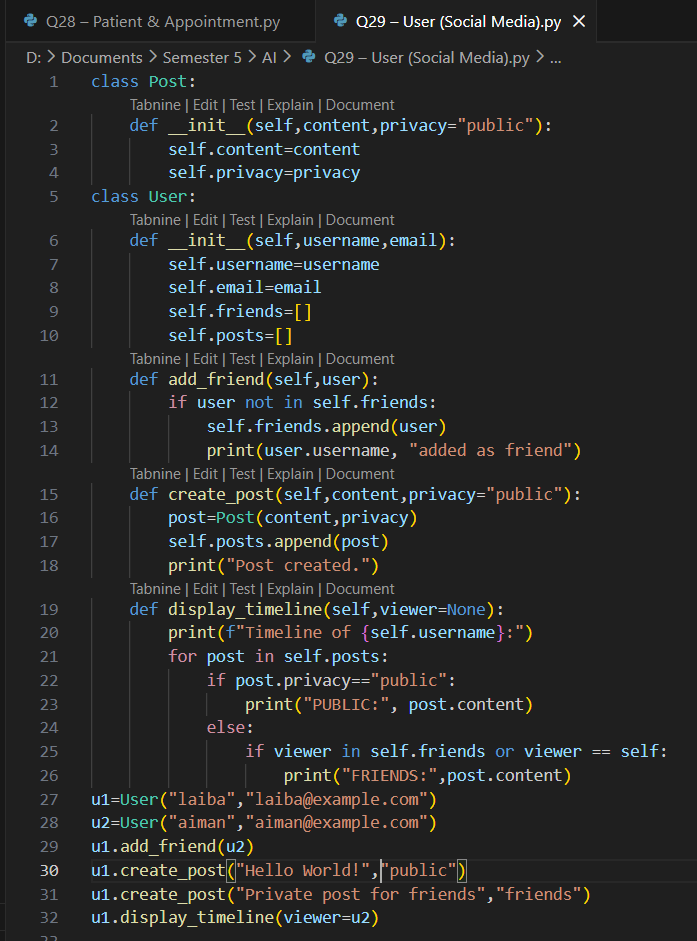 Q28 – Patient & Appointment.py
Q29 – User (Social Media).py ×
D: > Documents > Semester 5 > AI > Q29 – User (Social Media).py > ...
1 class Post:
Tabnine | Edit | Test | Explain | Document
2     def __init__(self,content,privacy="public"):
3         self.content=content
4         self.privacy=privacy
5 class User:
Tabnine | Edit | Test | Explain | Document
6     def __init__(self,username,email):
7         self.username=username
8         self.email=email
9         self.friends=[]
10         self.posts=[]
Tabnine | Edit | Test | Explain | Document
11     def add_friend(self,user):
12         if user not in self.friends:
13             self.friends.append(user)
14             print(user.username, "added as friend")
Tabnine | Edit | Test | Explain | Document
15     def create_post(self,content,privacy="public"):
16         post=Post(content,privacy)
17         self.posts.append(post)
18         print("Post created.")
Tabnine | Edit | Test | Explain | Document
19     def display_timeline(self,viewer=None):
20         print(f"Timeline of {self.username}:")
21         for post in self.posts:
22             if post.privacy=="public":
23                 print("PUBLIC:", post.content)
24             else:
25                 if viewer in self.friends or viewer == self:
26                     print("FRIENDS:",post.content)
27 u1=User("laiba","laiba@example.com")
28 u2=User("aiman","aiman@example.com")
29 u1.add_friend(u2)
30 u1.create_post("Hello World!","public")
31 u1.create_post("Private post for friends","friends")
32 u1.display_timeline(viewer=u2)